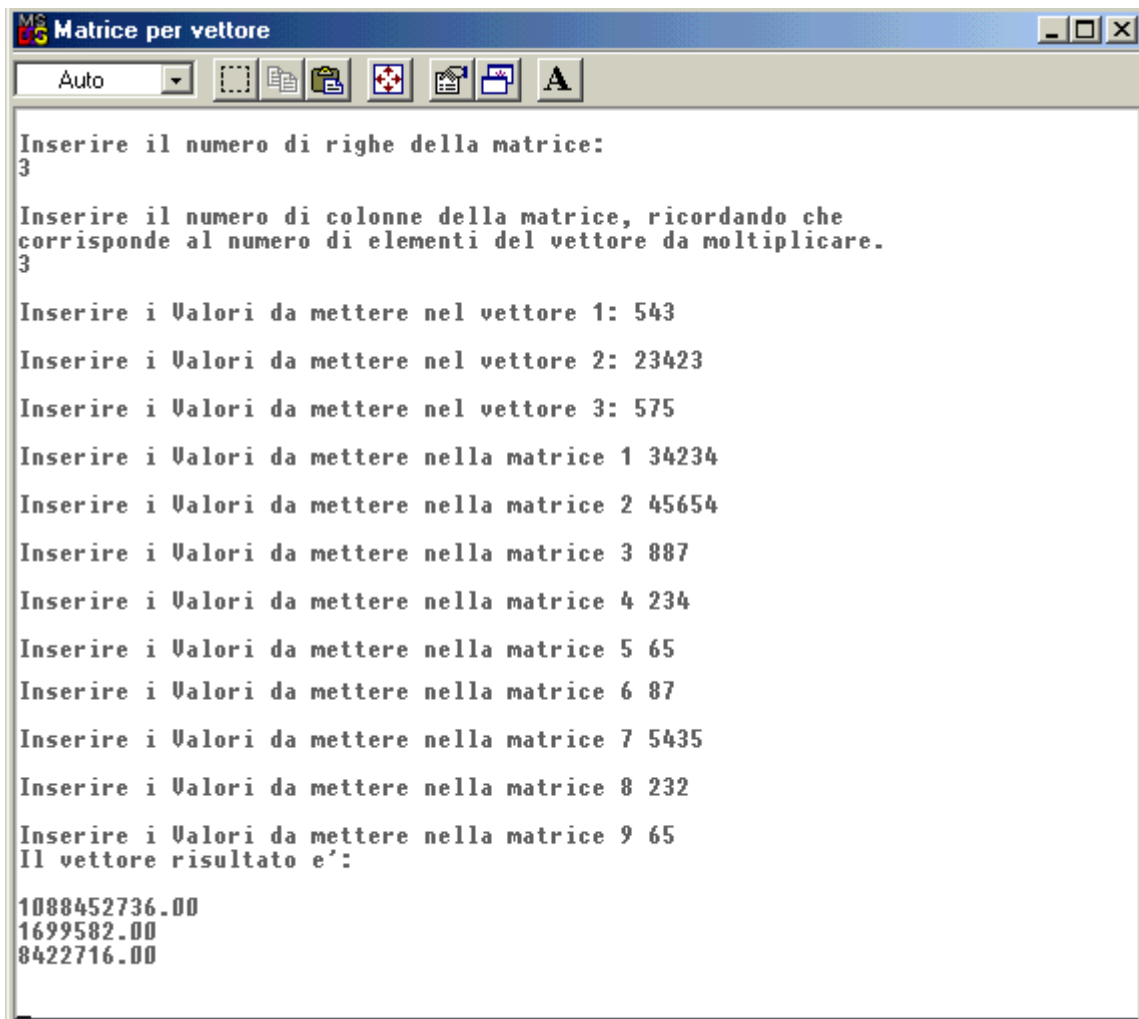 Matrice per vettore
Auto
A
Inserire il numero di righe della matrice:
3
Inserire il numero di colonne della matrice, ricordando che
corrisponde al numero di elementi del vettore da moltiplicare.
3
Inserire i Valori da mettere nel vettore 1: 543
Inserire i Valori da mettere nel vettore 2: 23423
Inserire i Valori da mettere nel vettore 3: 575
Inserire i Valori da mettere nella matrice 1 34234
Inserire i Valori da mettere nella matrice 2 45654
Inserire i Valori da mettere nella matrice 3 887
Inserire i Valori da mettere nella matrice 4 234
Inserire i Valori da mettere nella matrice 5 65
Inserire i Valori da mettere nella matrice 6 87
Inserire i Valori da mettere nella matrice 7 5435
Inserire i Valori da mettere nella matrice 8 232
Inserire i Valori da mettere nella matrice 9 65
Il vettore risultato e':
1088452736.00
1699582.00
8422716.00